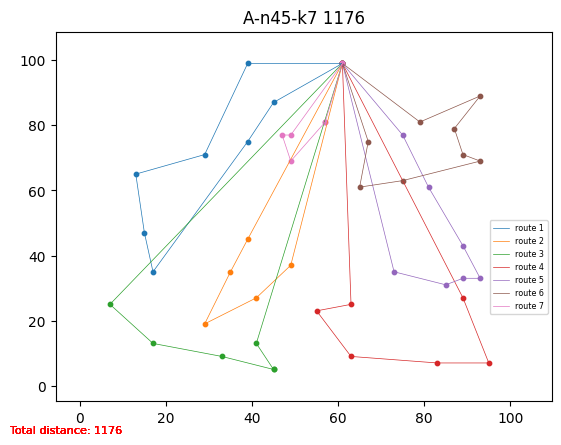 A-n45-k7 1176
100
80
60
40
20
0
0
20
40
60
80
100
route 1
route 2
route 3
route 4
route 5
route 6
route 7
Total distance: 1176